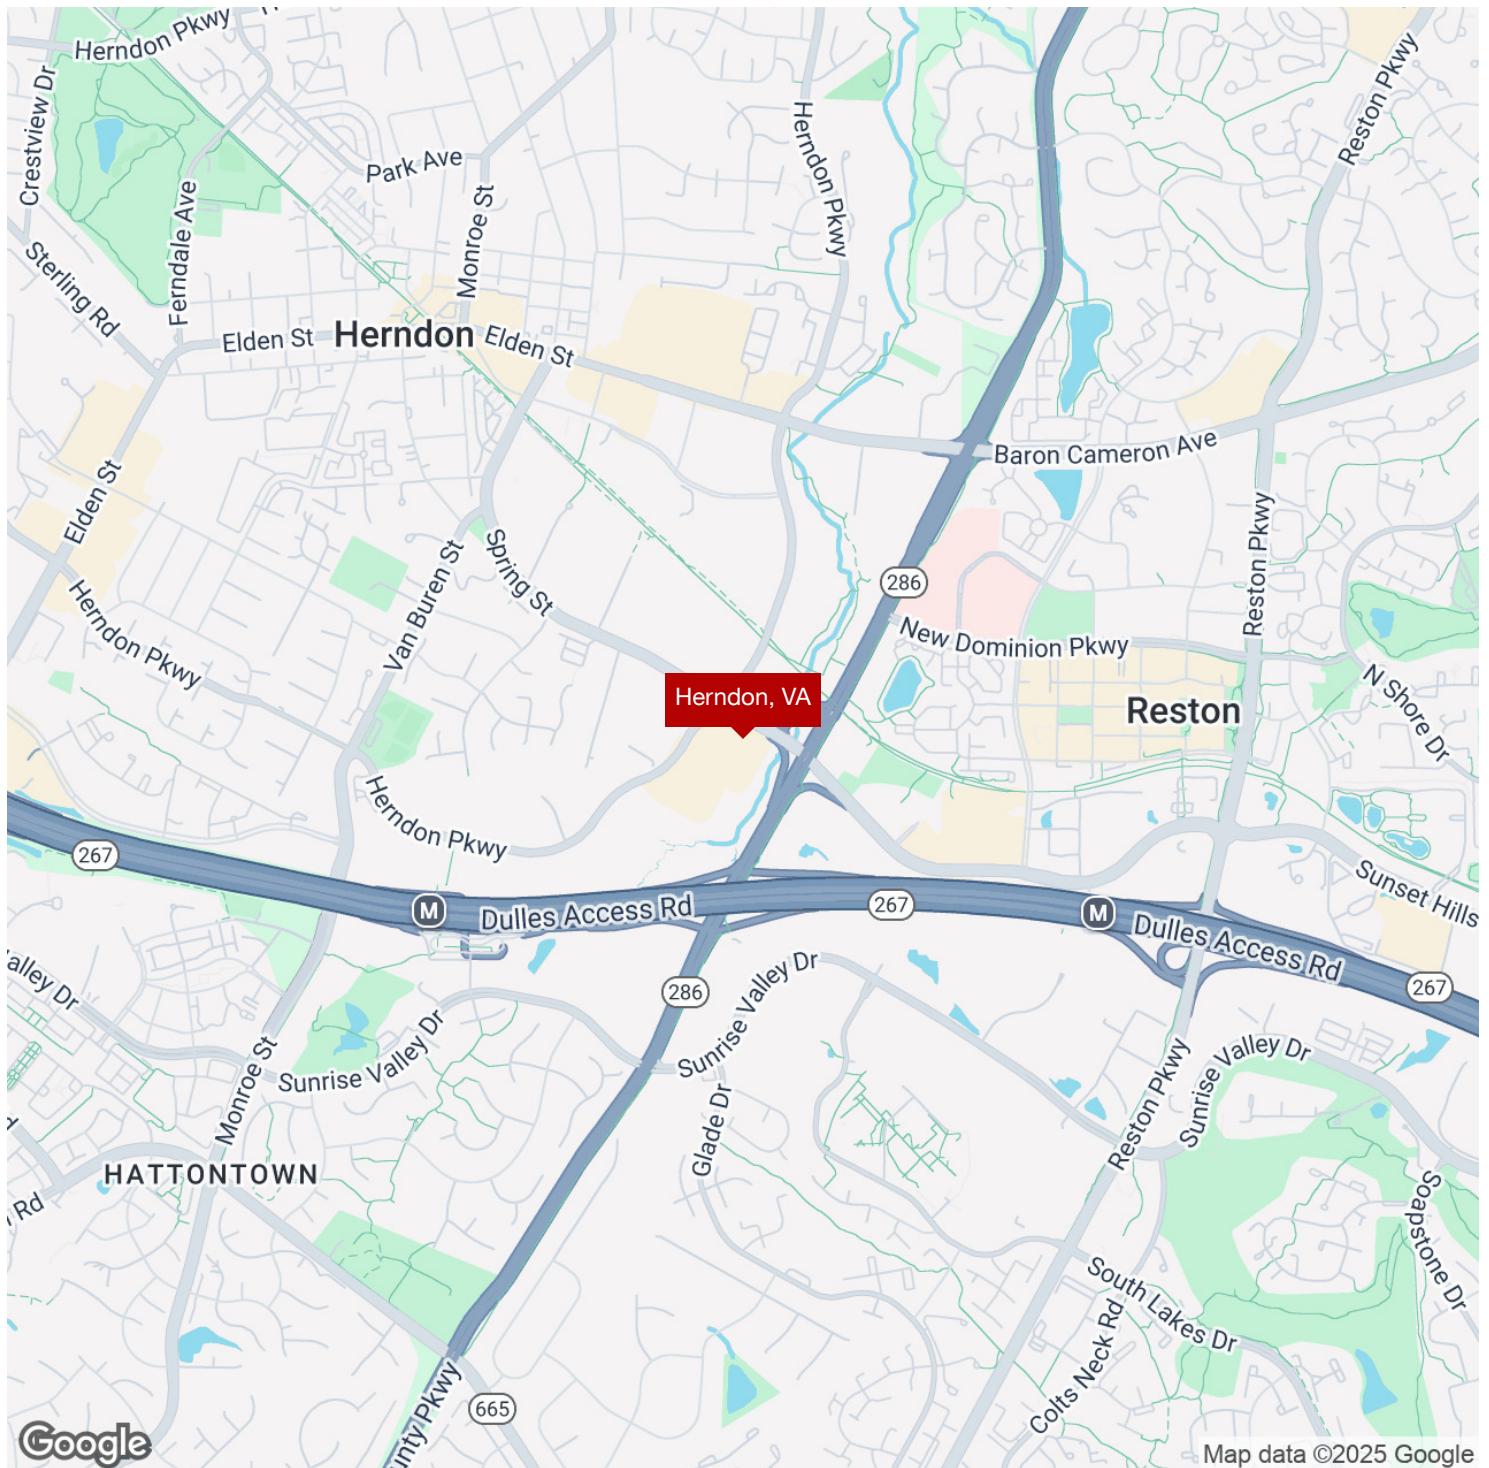 Herndon Pkwy
Crestview Dr
Park Ave
Ferndale Ave
Monroe St
Herndon Pkwy
Reston Pkwy
Sterling Rd
Elden St
Herndon
Elden St
Baron Cameron Ave
Elden St
Reston Pkwy
Spring St
286
Van Buren St
Herndon Pkwy
New Dominion Pkwy
Herndon, VA
Reston
N Shore Dr
Herndon Pkwy
267
M
Dulles Access Rd
267
M
Dulles Access Rd
Sunset Hills
267
alley Dr
286
Sunrise Valley Dr
Sunrise Valley Dr
Sunrise Valley Dr
Monroe St
Glade Dr
Reston Pkwy
HATTONTOWN
Rd
Soapstone Dr
South Lakes Dr
Colts Neck Rd
unty Pkwy
665
Google
Map data ©2025 Google